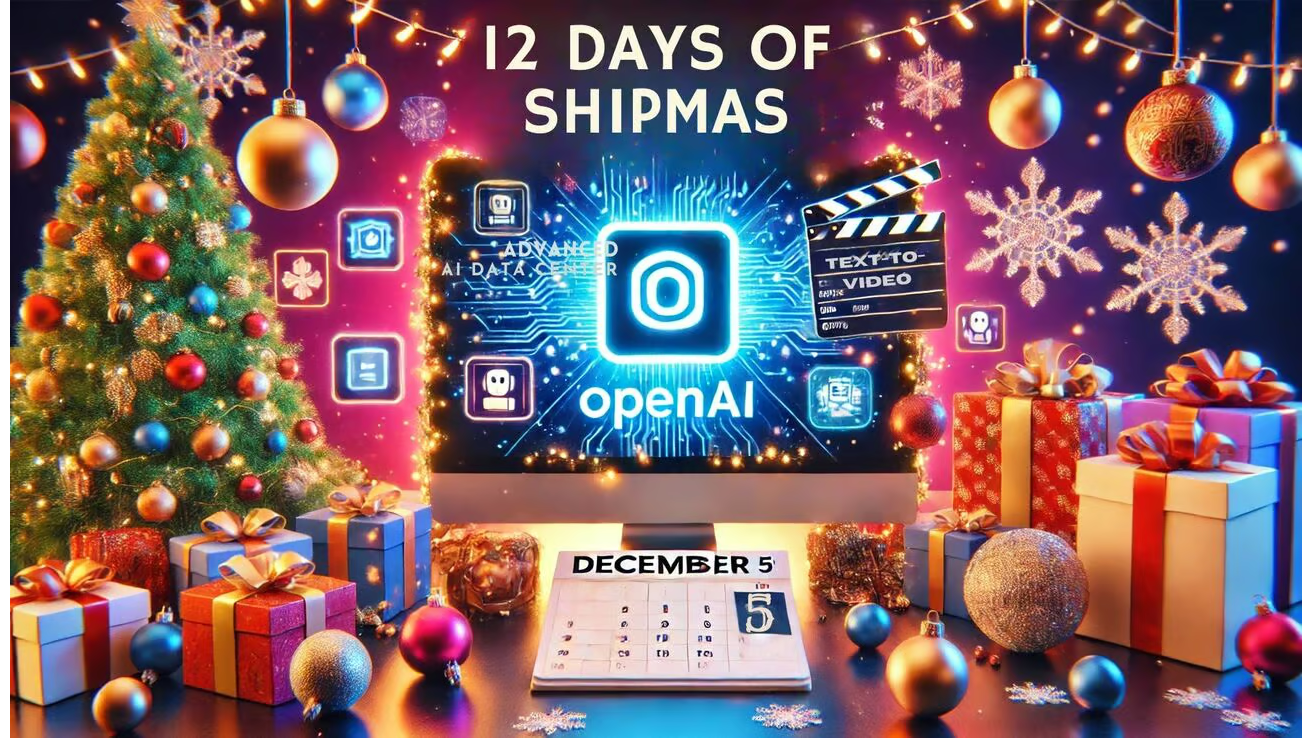 12 DAYS OF
SHIPMAS
ADVANCED
AI DATA CENTER
TEXT-TO-
VIDEO
openAI
DECEMBER 5
5